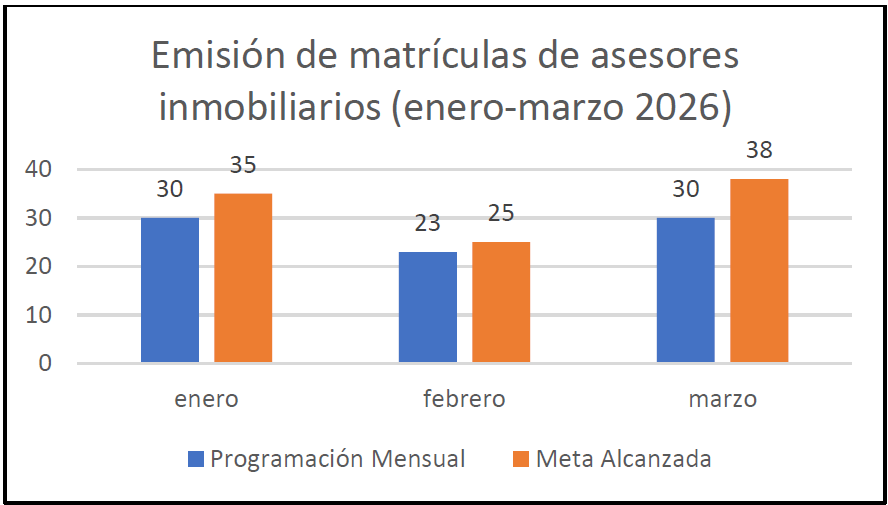 Emisión de matrículas de asesores
inmobiliarios (enero-marzo 2026)
40
30
20
10
0
30
35
23
25
30
38
enero
febrero
marzo
Programación Mensual
Meta Alcanzada